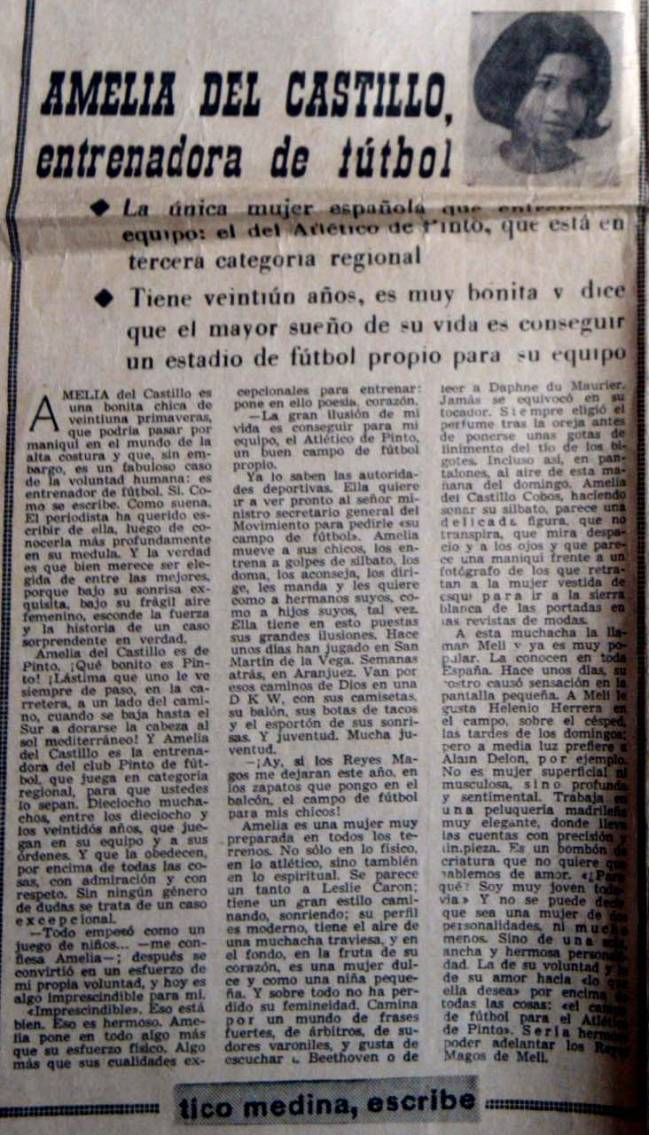 AMELIA DEL CASTILLO,
entrenadora de fútbol
◆ La única mujer española que
equipo: el del Atlético de Pinto, que está en
tercera categoría regional
◆ Tiene veintiún años, es muy bonita y dice
que el mayor sueño de su vida es conseguir
un estadio de fútbol propio para su equipo
AMELIA del Castillo es
una bonita chica de
veintiuna primaveras,
que podría pasar por
maniquí en el mundo de la
alta costura y que, sin em-
bargo, es un fabuloso caso
de la voluntad humana: es
entrenador de fútbol. Sí. Co-
mo se escribe. Como suena.
El periodista ha querido es-
cribir de ella, luego de co-
nocerla más profundamente
en su medula. Y la verdad
es que bien merece ser ele-
gida de entre las mejores,
porque bajo su sonrisa ex-
quisita, bajo su frágil aire
femenino, esconde la fuerza
y la historia de un caso
sorprendente en verdad.
Amelia del Castillo es de
Pinto. ¡Qué bonito es Pin-
to! ¡Lástima que uno le ve
siempre de paso, en la ca-
rretera, a un lado del cami-
no, cuando se baja hasta el
Sur a dorarse la cabeza al
sol mediterráneo! Y Amelia
del Castillo es la entrena-
dora del club Pinto de fút-
bol, que juega en categoría
regional, para que ustedes
lo sepan. Dieciocho mucha-
chos, entre los dieciocho y
los veintidós años, que jue-
gan en su equipo y a sus
órdenes. Y que la obedecen,
por encima de todas las co-
sas, con admiración y con
respeto. Sin ningún género
de dudas se trata de un caso
excepcional.
—Todo empezó como un
juego de niños... —me con-
fiesa Amelia—; después se
convirtió en un esfuerzo de
mi propia voluntad, y hoy es
algo imprescindible para mí.
«Imprescindible». Eso está
bien. Eso es hermoso. Ame-
lia pone en todo algo más
que su esfuerzo físico. Algo
más que sus cualidades ex-
cepcionales para entrenar:
pone en ello poesía, corazón.
—La gran ilusión de mi
vida es conseguir para mi
equipo, el Atlético de Pinto,
un buen campo de fútbol
propio.
Ya lo saben las autorida-
des deportivas. Ella quiere
ir a ver pronto al señor mi-
nistro secretario general del
Movimiento para pedirle «su
campo de fútbol». Amelia
mueve a sus chicos, los en-
trena a golpes de silbato, los
doma, los aconseja, los diri-
ge, les manda y les quiere
como a hermanos suyos, co-
mo a hijos suyos, tal vez.
Ella tiene en esto puestas
sus grandes ilusiones. Hace
unos días han jugado en San
Martín de la Vega. Semanas
atrás, en Aranjuez. Van por
esos caminos de Dios en una
DKW, con sus camisetas,
su balón, sus botas de tacos
y el esportón de sus sonri-
sas. Y juventud. Mucha ju-
ventud.
—¡Ay, si los Reyes Ma-
gos me dejaran este año, en
los zapatos que pongo en el
balcón, el campo de fútbol
para mis chicos!
Amelia es una mujer muy
preparada en todos los te-
rrenos. No sólo en lo físico,
en lo atlético, sino también
en lo espiritual. Se parece
un tanto a Leslie Caron;
tiene un gran estilo cami-
nando, sonriendo; su perfil
es moderno, tiene el aire de
una muchacha traviesa, y en
el fondo, en la fruta de su
corazón, es una mujer dul-
ce y como una niña peque-
ña. Y sobre todo no ha per-
dido su femineidad. Camina
por un mundo de frases
fuertes, de árbitros, de su-
dores varoniles, y gusta de
escuchar a Beethoven o de
leer a Daphne du Maurier.
Jamás se equivocó en su
tocador. Siempre eligió el
perfume tras la oreja antes
de ponerse unas gotas de
linimento del tío de los bi-
gotes. Incluso así, en pan-
talones, al aire de esta ma-
ñana del domingo. Amelia
del Castillo Cobos, haciendo
sonar su silbato, parece una
delicada figura, que no
transpira, que mira despa-
cio y a los ojos y que pare-
ce una maniquí frente a un
fotógrafo de los que retra-
tan a la mujer vestida de
esquí para ir a la sierra
blanca de las portadas en
las revistas de modas.
A esta muchacha la lla-
man Meli y ya es muy po-
pular. La conocen en toda
España. Hace unos días, su
rostro causó sensación en la
pantalla pequeña. A Meli le
gusta Helenio Herrera en
el campo, sobre el césped,
las tardes de los domingos;
pero a media luz prefiere a
Alain Delon, por ejemplo.
No es mujer superficial ni
musculosa, sino profunda
y sentimental. Trabaja en
una peluquería madrileña
muy elegante, donde lleva
las cuentas con precisión y
limpieza. Es un bombón de
criatura que no quiere que
hablemos de amor. «¿Para
qué? Soy muy joven toda-
vía.» Y no se puede decir
que sea una mujer de dos
personalidades, ni mucho
menos. Sino de una sola,
ancha y hermosa personali-
dad. La de su voluntad y
de su amor hacia «lo que
ella desea» por encima de
todas las cosas: «el campo
de fútbol para el Atlético
de Pinto». Sería hermoso
poder adelantar los Reyes
Magos de Meli.
tico medina, escribe